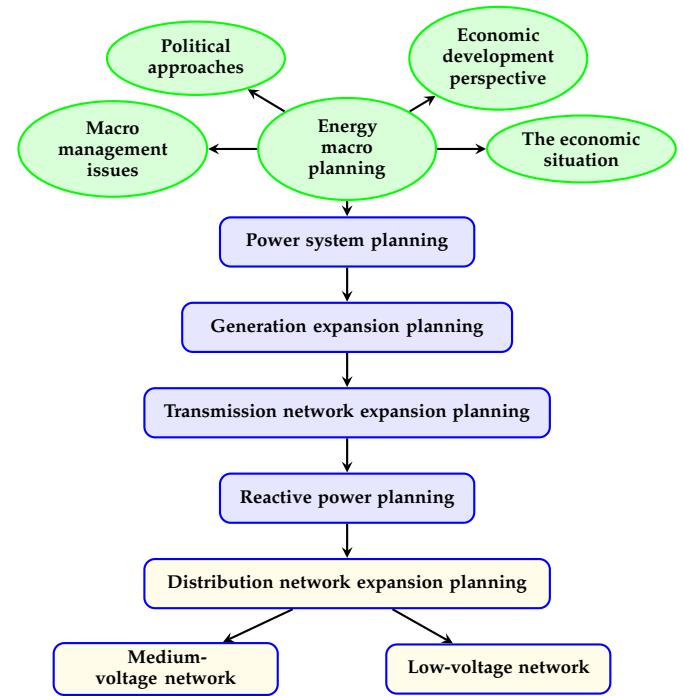 Political
approaches
Economic
development
perspective
Macro
management
issues
Energy
macro
planning
The economic
situation
Power system planning
Generation expansion planning
Transmission network expansion planning
Reactive power planning
Distribution network expansion planning
Medium-
voltage network
Low-voltage network